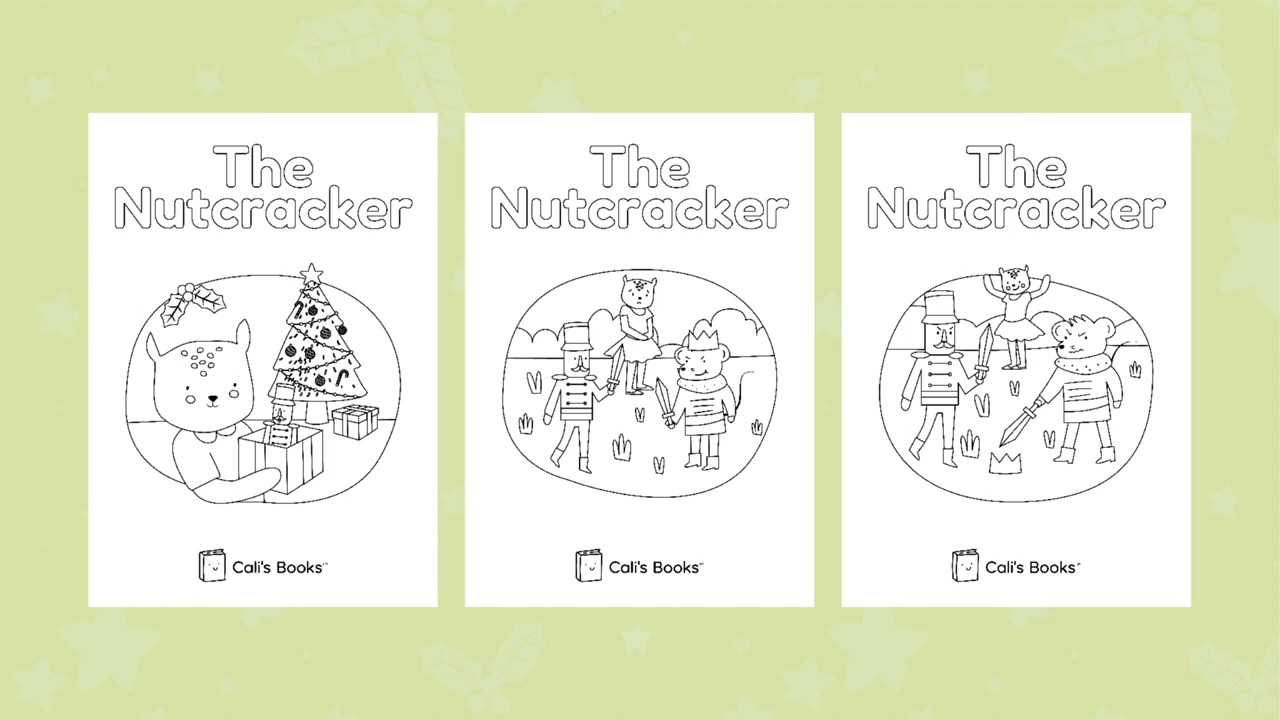 The
Nutcracker
Cali's Books
The
Nutcracker
Cali's Books
The
Nutcracker
Cali's Books